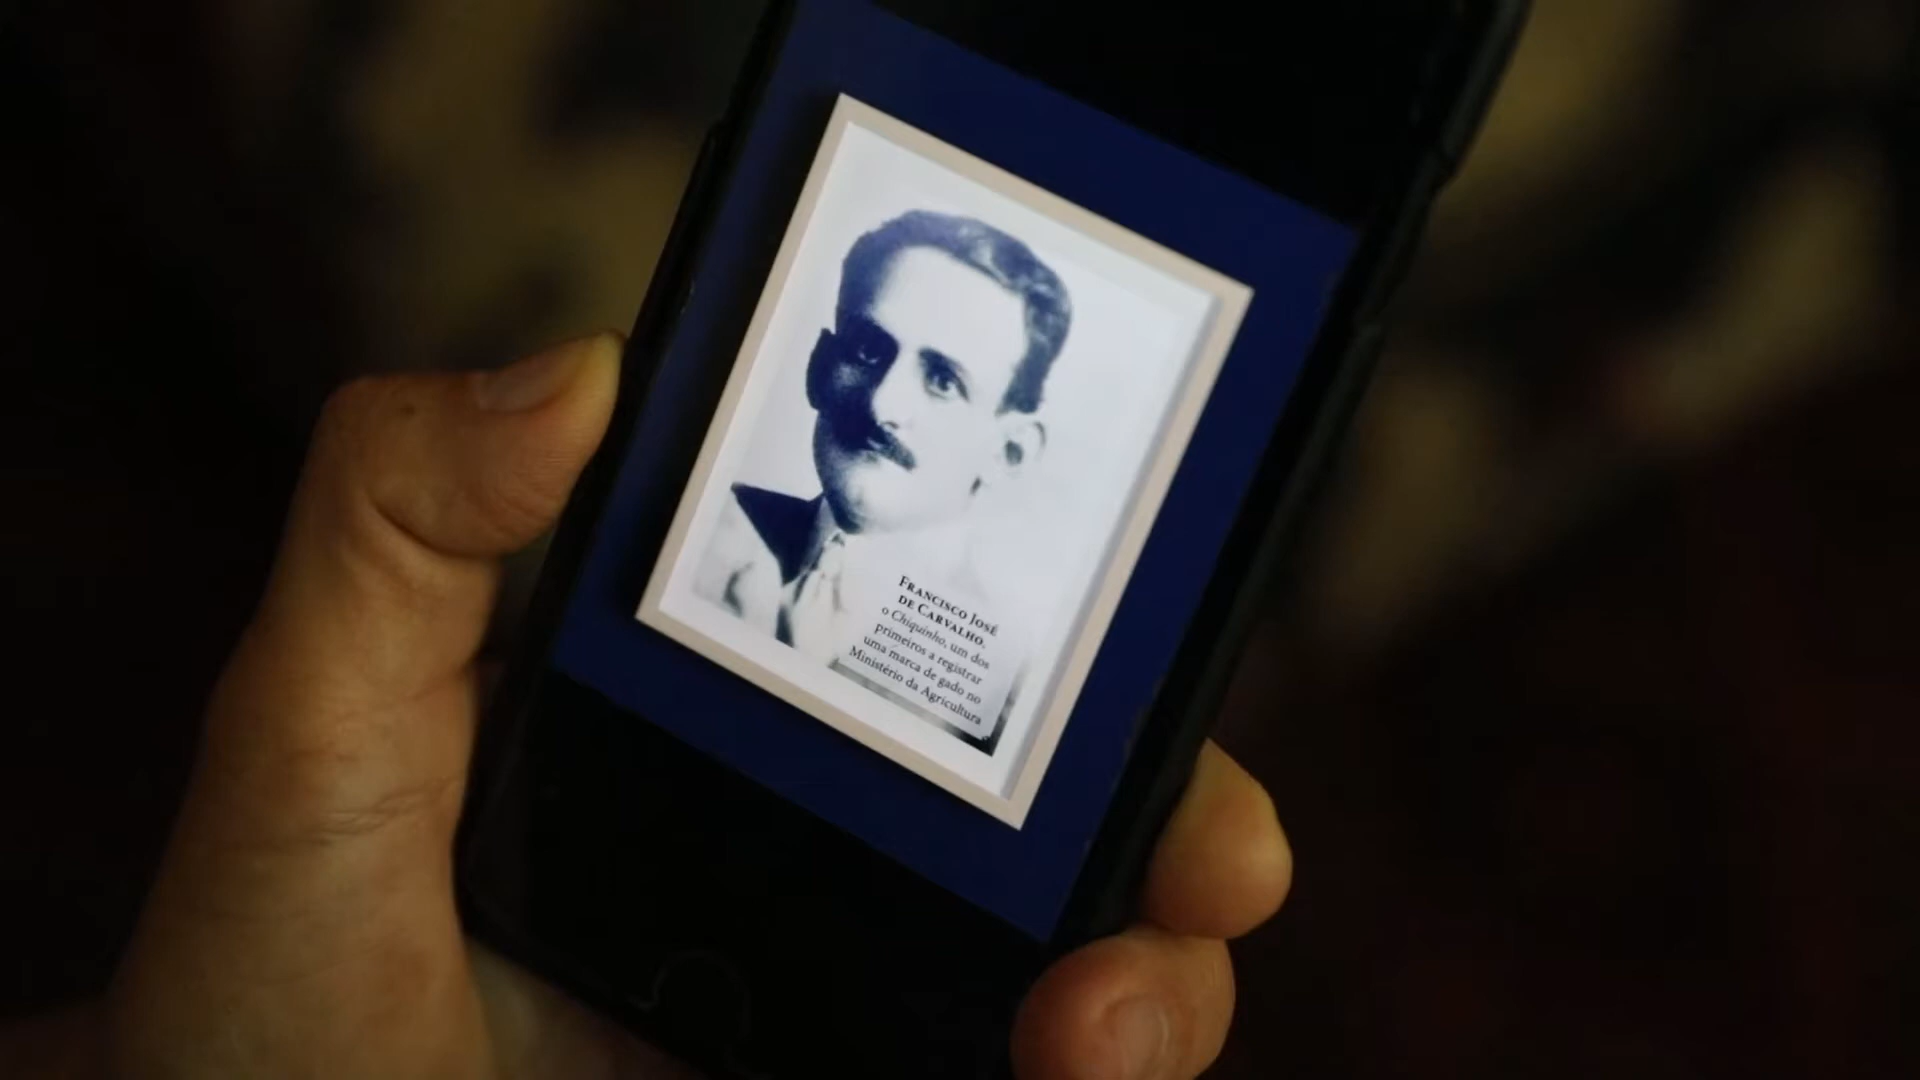 FRANCISCO JOSÉ
DE CARVALHO,
o Chiquinho, um dos
primeiros a registrar
uma marca de gado no
Ministério da Agricultura